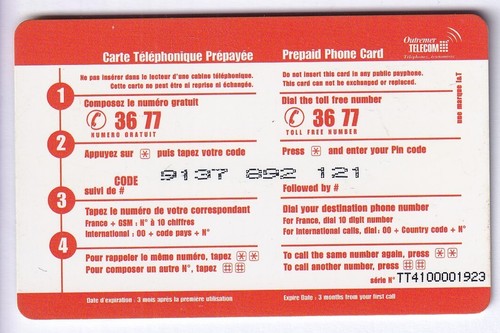 Carte Téléphonique Prépayée Prepaid Phone Card Outremer TELECOM
Téléphonez, économisez
Ne pas insérer dans le lecteur d'une cabine téléphonique. Do not insert this card in any public payphone.
Cette carte ne peut être ni reprise ni échangée. This card can not be exchanged or replaced.
une marque I&T
1 Composez le numéro gratuit Dial the toll free number
36 77 36 77
NUMERO GRATUIT TOLL FREE NUMBER
2 Appuyez sur * puis tapez votre code Press * and enter your Pin code
CODE 9137 892 121
suivi de # Followed by #
3 Tapez le numéro de votre correspondant Dial your destination phone number
France + GSM : N° à 10 chiffres For France, dial 10 digit number
International : 00 + code pays + N° For International calls, dial : 00 + Country code + N°
4 Pour rappeler le même numéro, tapez ** To call the same number again, press **
Pour composer un autre N°, tapez ## To call another number, press ##
série N° TT4100001923
Date d'expiration : 3 mois après la première utilisation Expire Date : 3 months from your first call